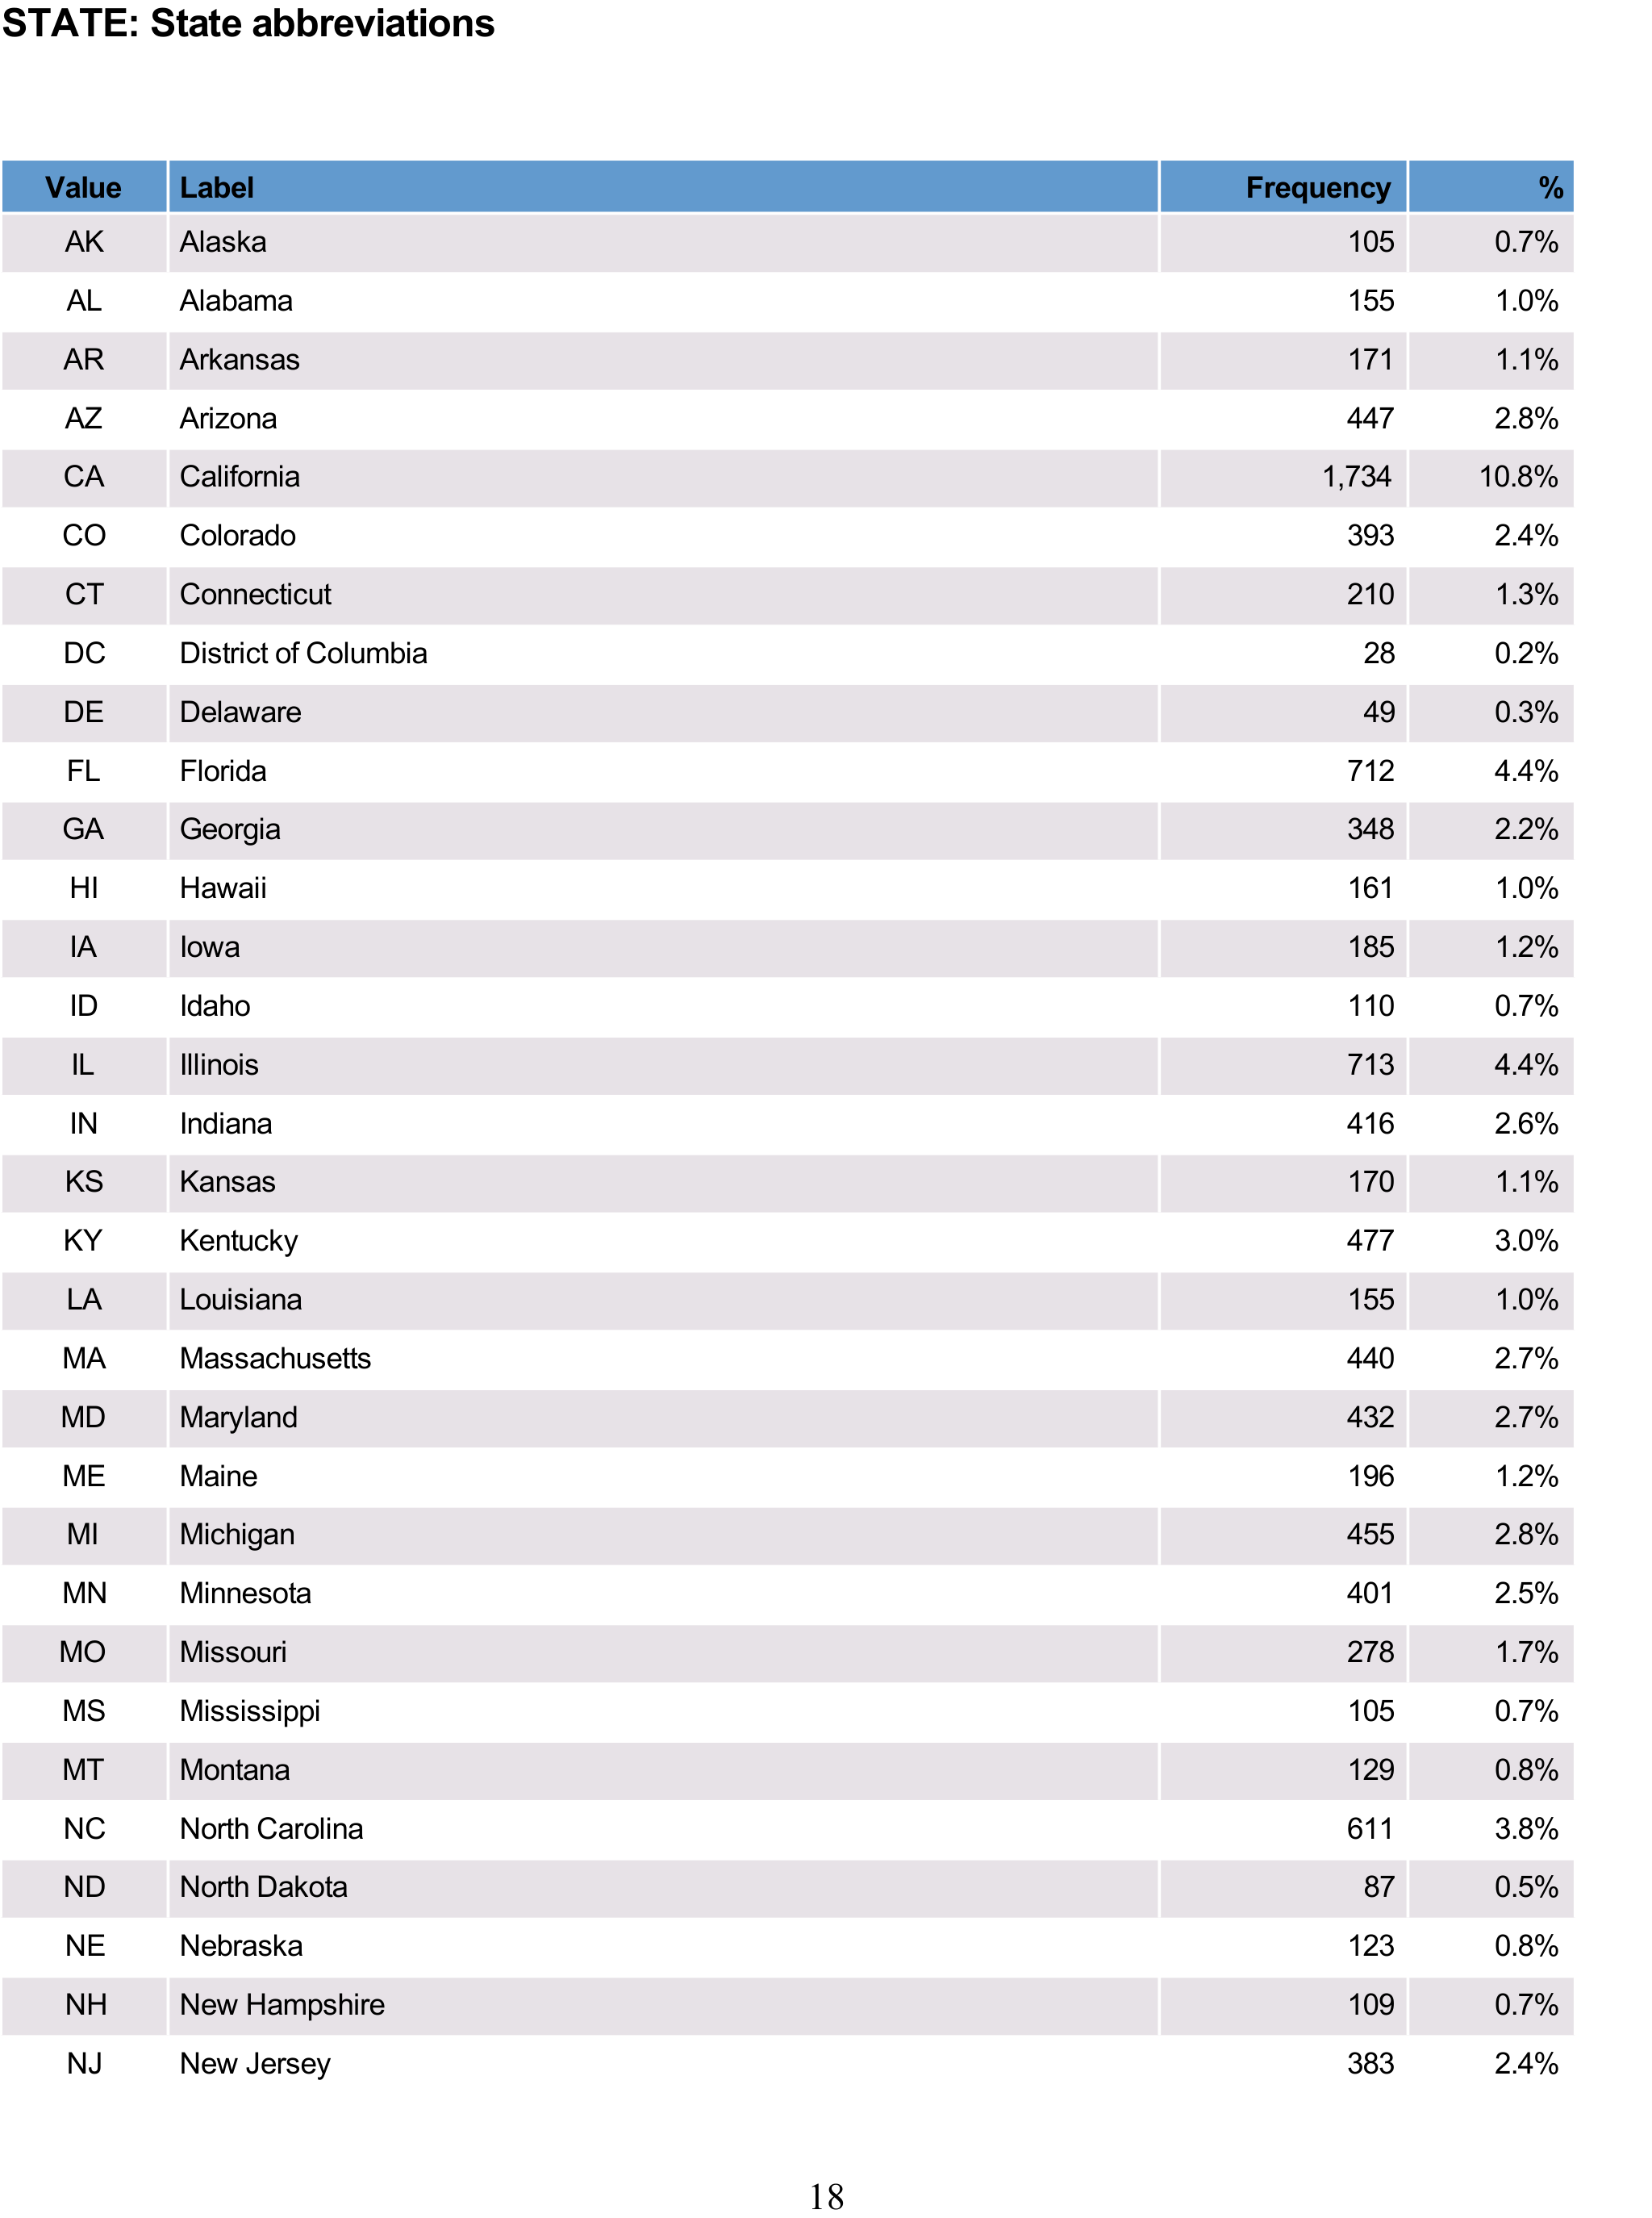 STATE: State abbreviations
Value Label Frequency %
AK Alaska 105 0.7%
AL Alabama 155 1.0%
AR Arkansas 171 1.1%
AZ Arizona 447 2.8%
CA California 1,734 10.8%
CO Colorado 393 2.4%
CT Connecticut 210 1.3%
DC District of Columbia 28 0.2%
DE Delaware 49 0.3%
FL Florida 712 4.4%
GA Georgia 348 2.2%
HI Hawaii 161 1.0%
IA Iowa 185 1.2%
ID Idaho 110 0.7%
IL Illinois 713 4.4%
IN Indiana 416 2.6%
KS Kansas 170 1.1%
KY Kentucky 477 3.0%
LA Louisiana 155 1.0%
MA Massachusetts 440 2.7%
MD Maryland 432 2.7%
ME Maine 196 1.2%
MI Michigan 455 2.8%
MN Minnesota 401 2.5%
MO Missouri 278 1.7%
MS Mississippi 105 0.7%
MT Montana 129 0.8%
NC North Carolina 611 3.8%
ND North Dakota 87 0.5%
NE Nebraska 123 0.8%
NH New Hampshire 109 0.7%
NJ New Jersey 383 2.4%
18